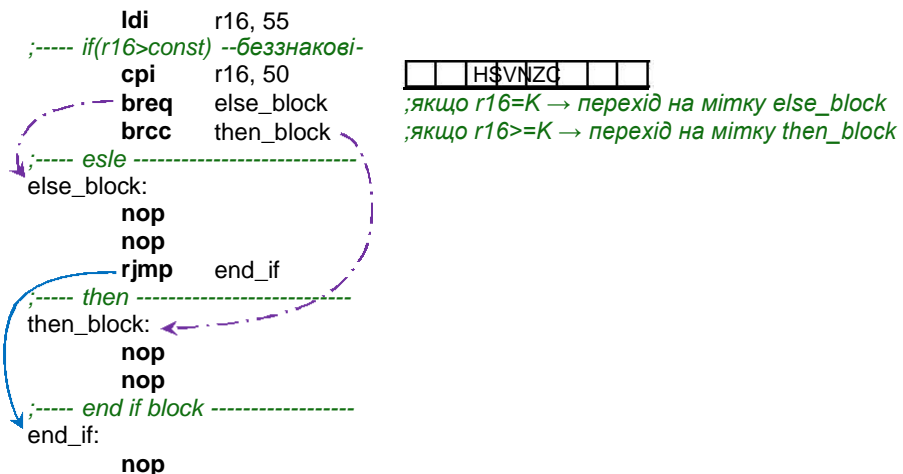 ldi r16, 55
;----- if(r16>const) --беззнакові-
cpi r16, 50 HSVNZC
breq else_block ;якщо r16=K → перехід на мітку else_block
brcc then_block ;якщо r16>=K → перехід на мітку then_block
;----- esle ----------------------------
else_block:
nop
nop
rjmp end_if
;----- then ---------------------------
then_block:
nop
nop
;----- end if block ------------------
end_if:
nop